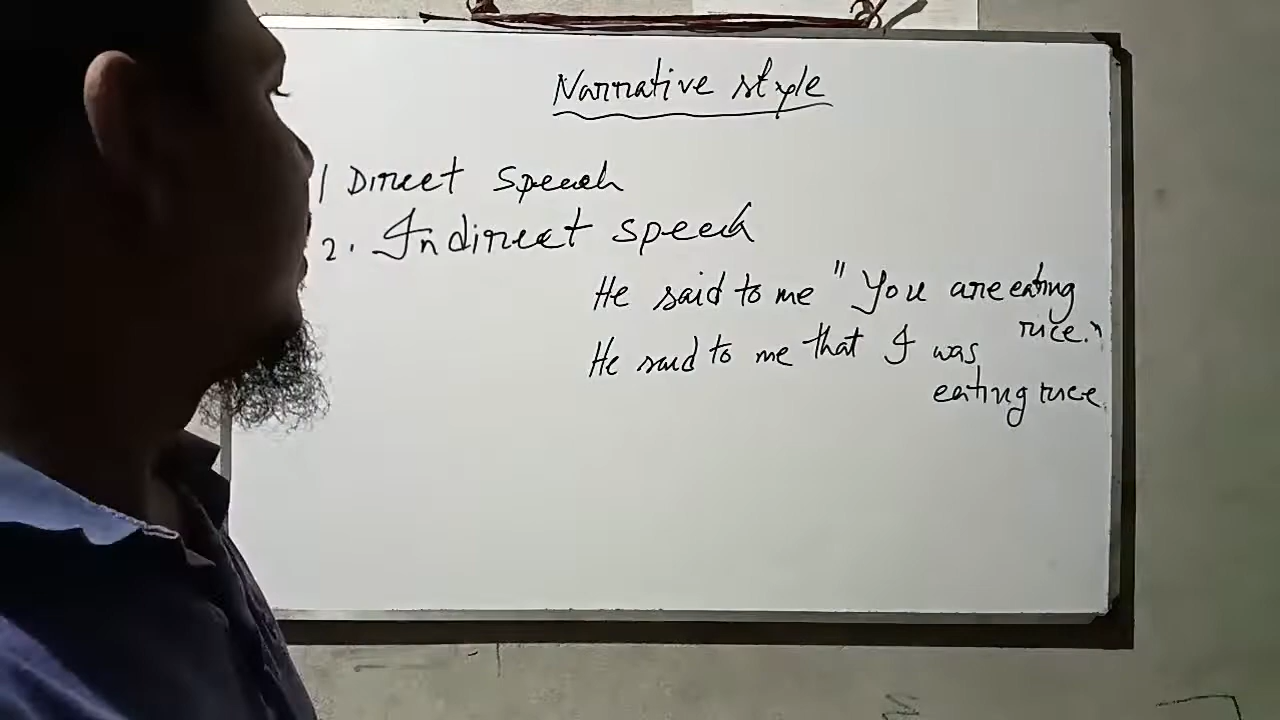 Narrative style
1 Direct Speech
2. Indirect speech
He said to me "You are eating
rice."
He said to me that I was
eating rice